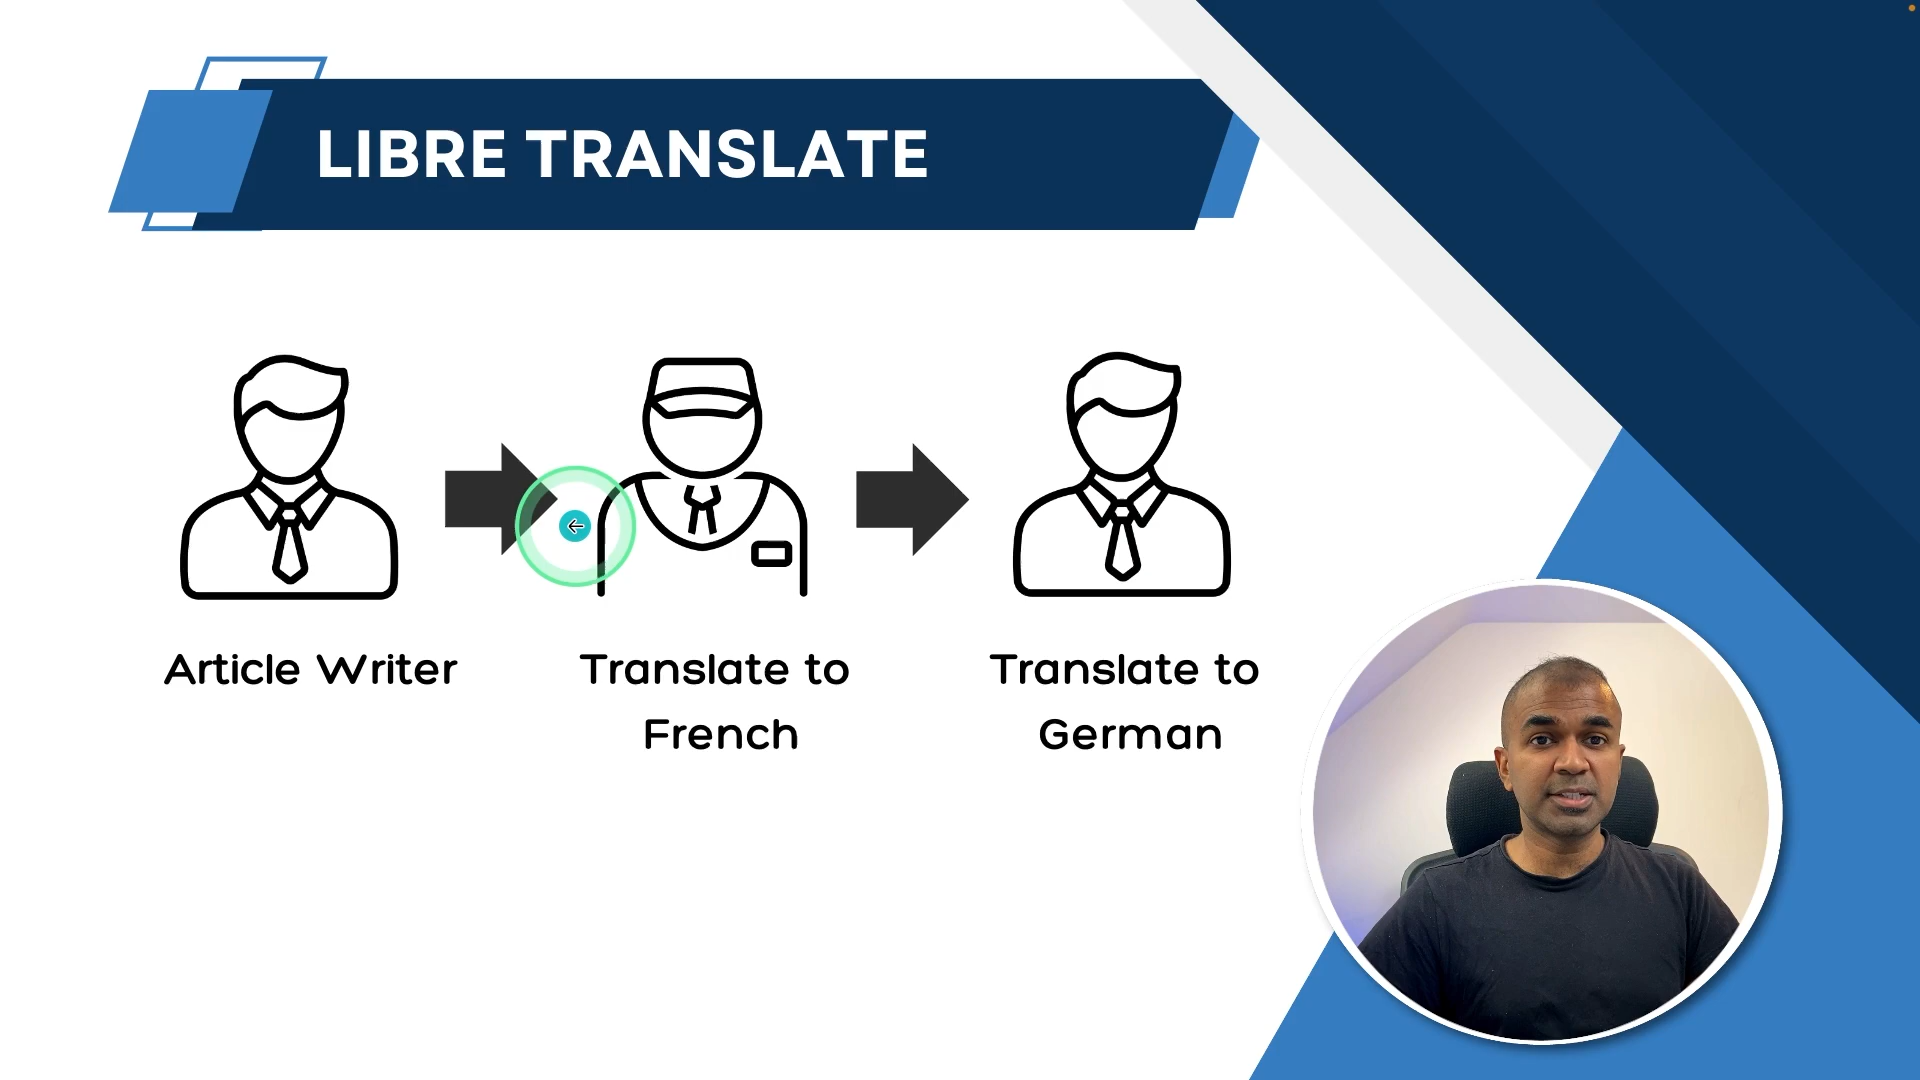 LIBRE TRANSLATE
Article Writer
Translate to
French
Translate to
German